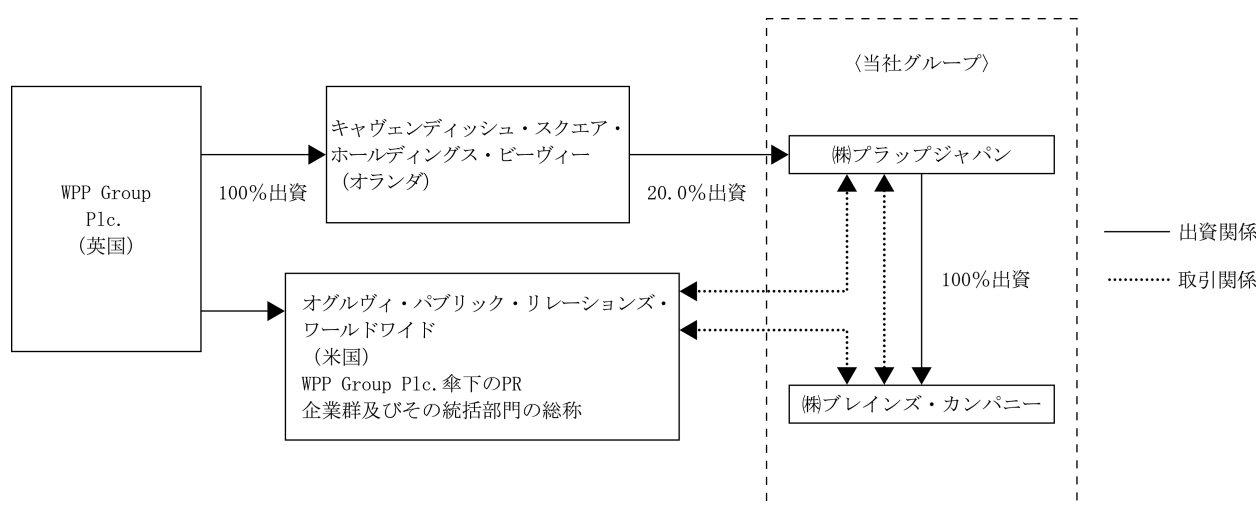 〈当社グループ〉
WPP Group
Plc.
（英国）
100％出資
キャヴェンディッシュ・スクエア・
ホールディングス・ビーヴィー
（オランダ）
20.0％出資
㈱プラップジャパン
オグルヴィ・パブリック・リレーションズ・
ワールドワイド
（米国）
WPP Group Plc.傘下のPR
企業群及びその統括部門の総称
100％出資
㈱ブレインズ・カンパニー
出資関係
取引関係